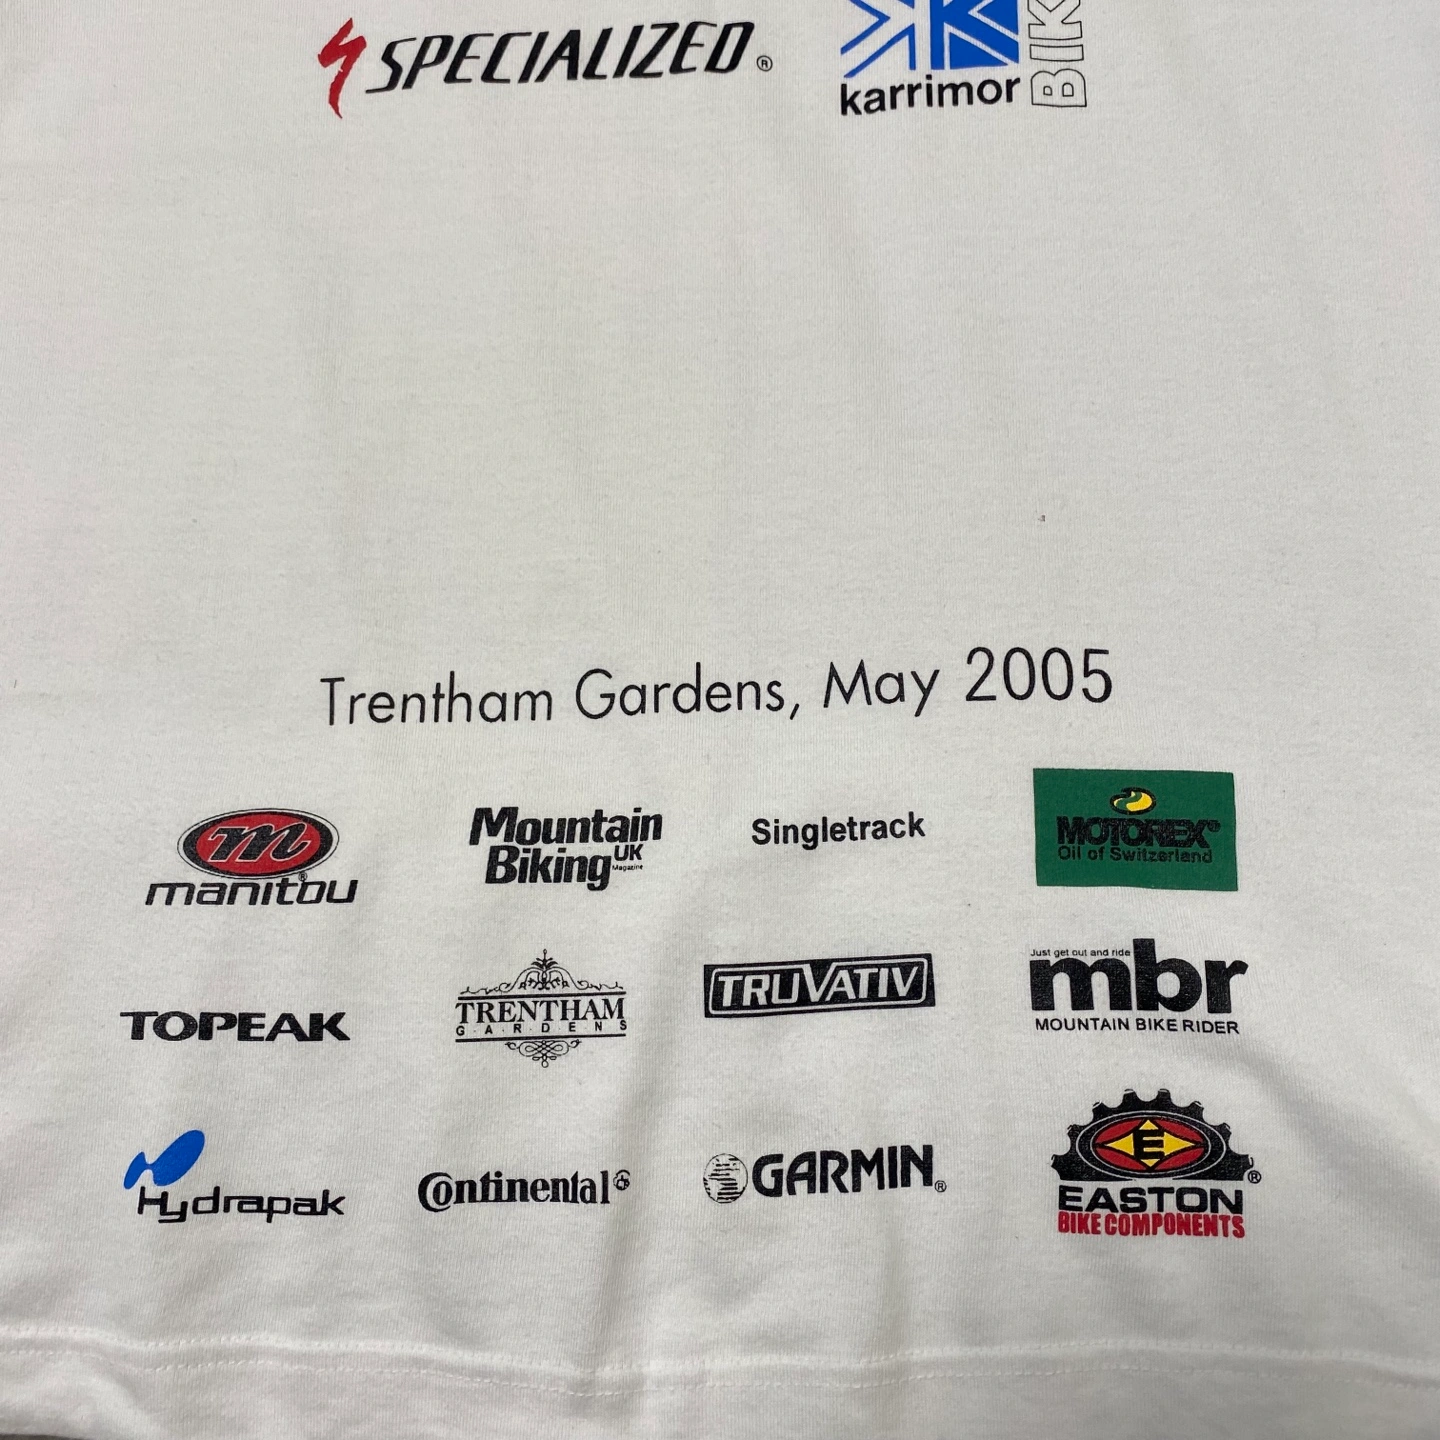 SPECIALIZED®
karrimor
BIK
Trentham Gardens, May 2005
m
manitou®
Mountain
Biking UK
Magazine
Singletrack
MOTOREX®
Oil of Switzerland
TOPEAK
TRENTHAM
G·A·R·D·E·N·S
TRUVATIV
Just get out and ride
mbr
MOUNTAIN BIKE RIDER
Hydrapak
Continental
GARMIN®
E
EASTON®
BIKE COMPONENTS